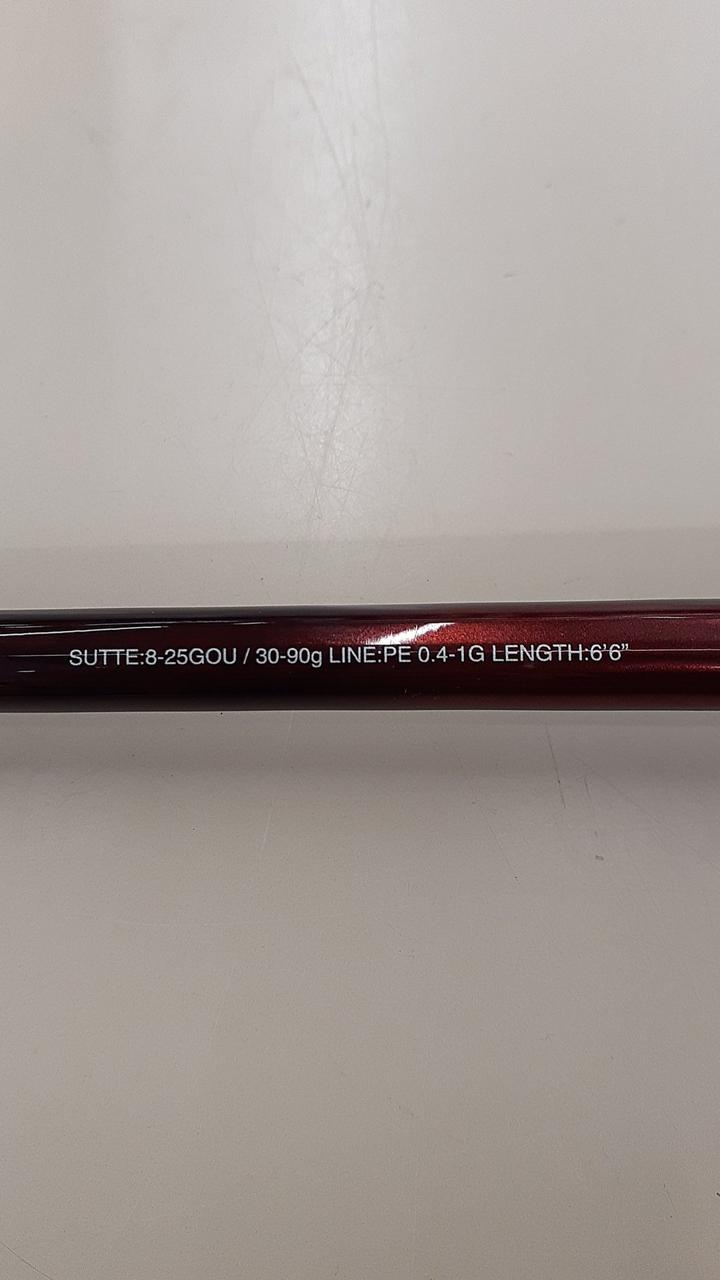 SUTTE:8-25GOU / 30-90g LINE:PE 0.4-1G LENGTH:6’6”